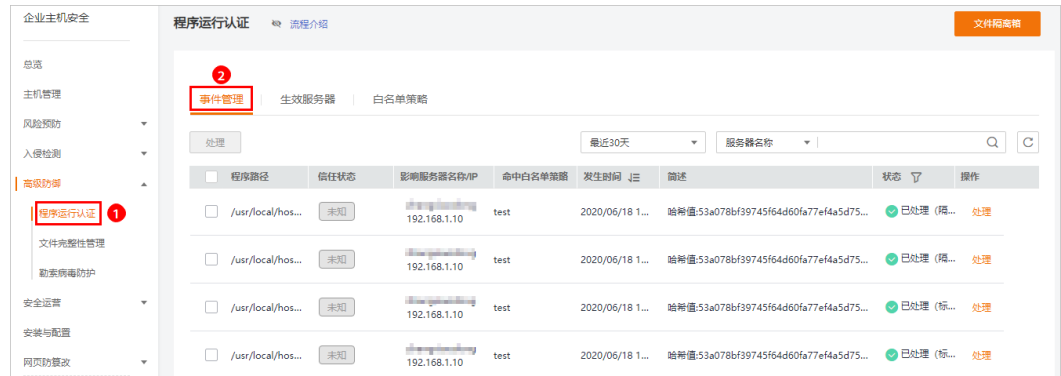 企业主机安全
程序运行认证 流程介绍 文件隔离箱
总览
主机管理
风险预防
入侵检测
高级防御
程序运行认证 1
文件完整性管理
勒索病毒防护
安全运营
安装与配置
网页防篡改
2
事件管理 生效服务器 白名单策略
处理 最近30天 服务器名称
程序路径 信任状态 影响服务器名称/IP 命中白名单策略 发生时间 简述 状态 操作
/usr/local/hos... 未知 192.168.1.10 test 2020/06/18 1... 哈希值:53a078bf39745f64d60fa77ef4a5d75... 已处理（隔... 处理
/usr/local/hos... 未知 192.168.1.10 test 2020/06/18 1... 哈希值:53a078bf39745f64d60fa77ef4a5d75... 已处理（隔... 处理
/usr/local/hos... 未知 192.168.1.10 test 2020/06/18 1... 哈希值:53a078bf39745f64d60fa77ef4a5d75... 已处理（标... 处理
/usr/local/hos... 未知 192.168.1.10 test 2020/06/18 1... 哈希值:53a078bf39745f64d60fa77ef4a5d75... 已处理（标... 处理